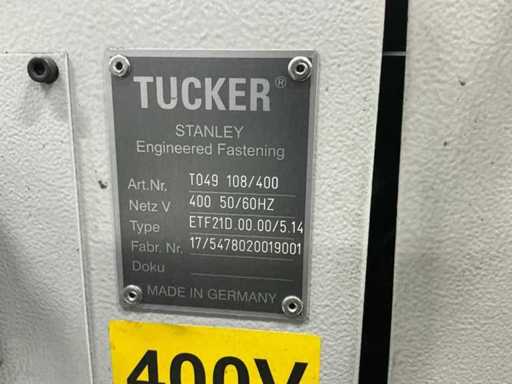 TUCKER®
STANLEY
Engineered Fastening
Art.Nr. T049 108/400
Netz V 400 50/60HZ
Type ETF21D.00.00/5.14
Fabr. Nr. 17/5478020019001
Doku
MADE IN GERMANY
400V